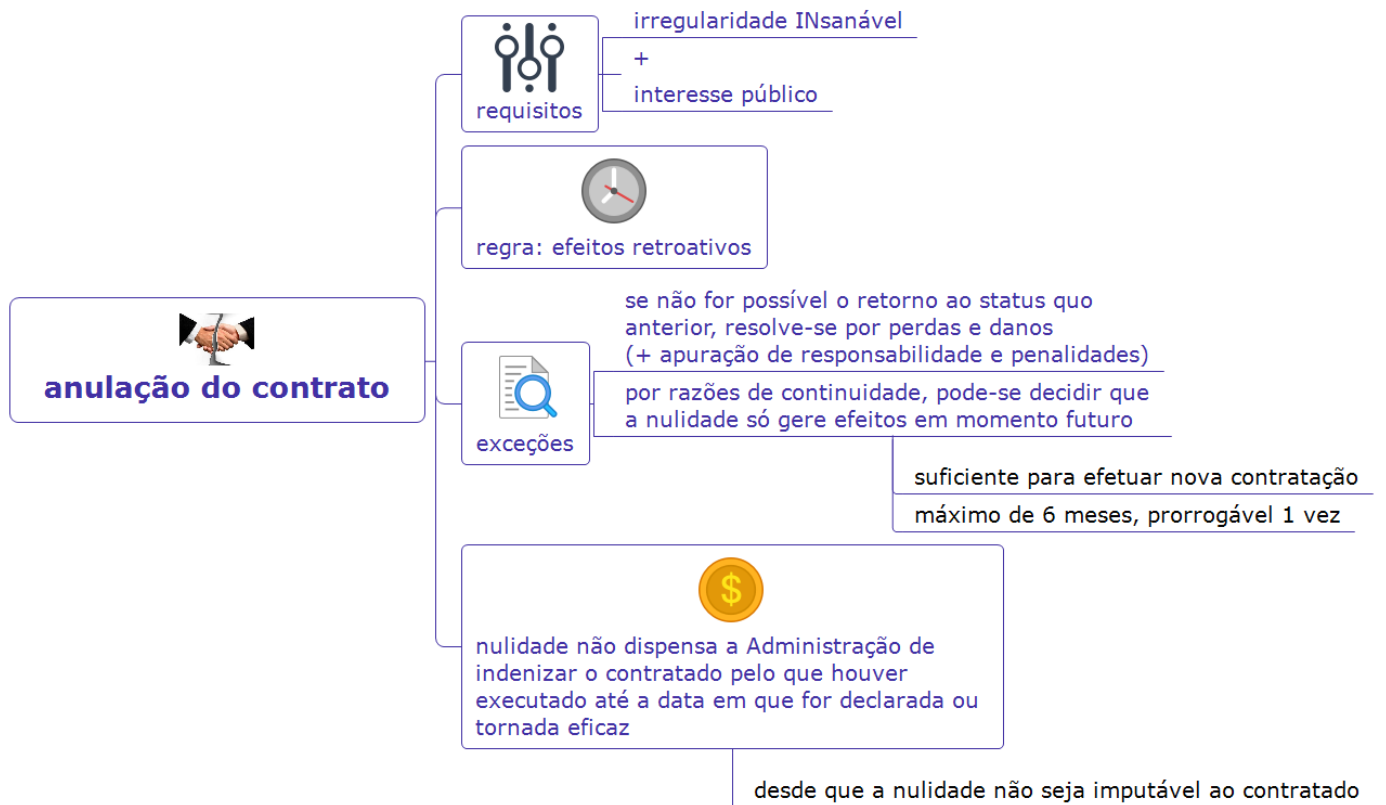 irregularidade INsanável
+
interesse público
requisitos
regra: efeitos retroativos
anulação do contrato
se não for possível o retorno ao status quo
anterior, resolve-se por perdas e danos
(+ apuração de responsabilidade e penalidades)
por razões de continuidade, pode-se decidir que
a nulidade só gere efeitos em momento futuro
exceções
suficiente para efetuar nova contratação
máximo de 6 meses, prorrogável 1 vez
$
nulidade não dispensa a Administração de
indenizar o contratado pelo que houver
executado até a data em que for declarada ou
tornada eficaz
desde que a nulidade não seja imputável ao contratado